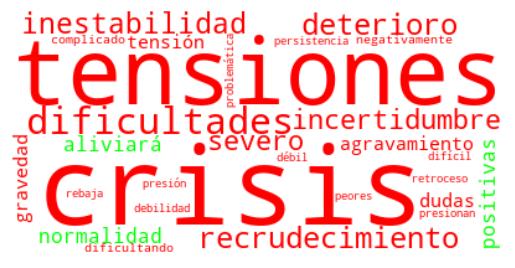 inestabilidad deterioro
complicado tensión problemática persistencia negativamente
tensiones
dificultades incertidumbre
gravedad aliviará severo agravamiento positivas
débil difícil
crisis
rebaja presión peores retroceso
debilidad dudas
presionan
normalidad recrudecimiento
dificultando